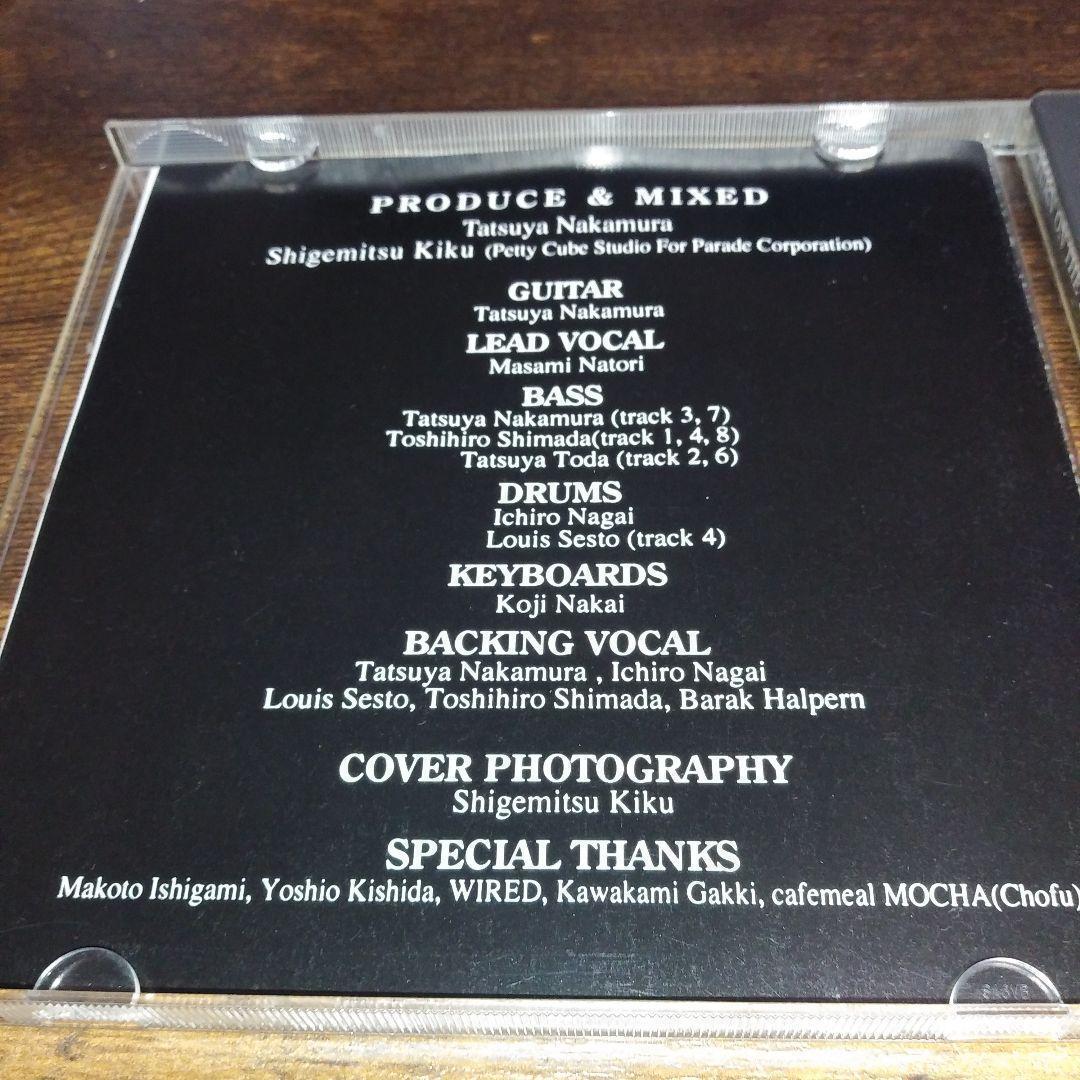 PRODUCE & MIXED
Tatsuya Nakamura
Shigemitsu Kiku (Petty Cube Studio For Parade Corporation)
GUITAR
Tatsuya Nakamura
LEAD VOCAL
Masami Natori
BASS
Tatsuya Nakamura (track 3, 7)
Toshihiro Shimada(track 1, 4, 8)
Tatsuya Toda (track 2, 6)
DRUMS
Ichiro Nagai
Louis Sesto (track 4)
KEYBOARDS
Koji Nakai
BACKING VOCAL
Tatsuya Nakamura , Ichiro Nagai
Louis Sesto, Toshihiro Shimada, Barak Halpern
COVER PHOTOGRAPHY
Shigemitsu Kiku
SPECIAL THANKS
Makoto Ishigami, Yoshio Kishida, WIRED, Kawakami Gakki, cafemeal MOCHA(Chofu)